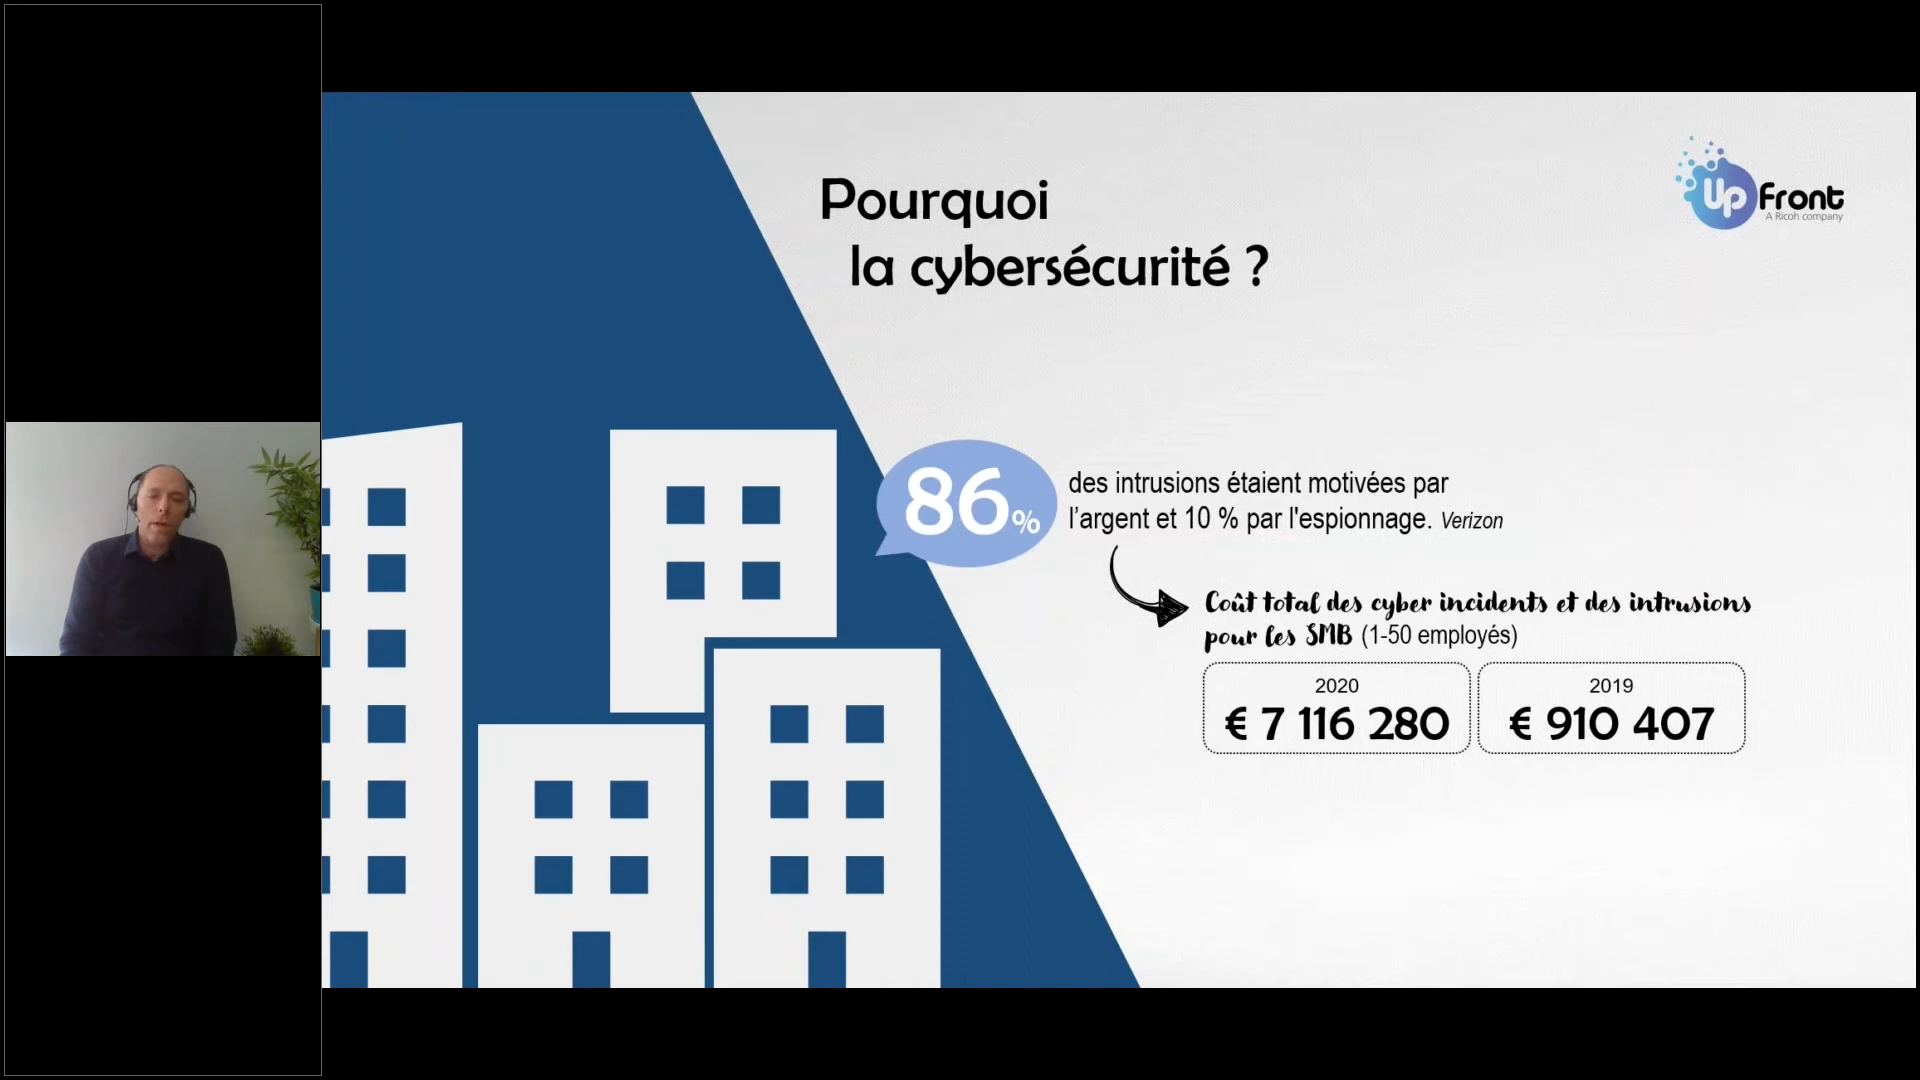 Pourquoi
la cybersécurité ?
Up Front
A Ricoh company
86%
des intrusions étaient motivées par
l’argent et 10 % par l'espionnage. Verizon
Coût total des cyber incidents et des intrusions
pour les SMB (1-50 employés)
2020
€ 7 116 280
2019
€ 910 407